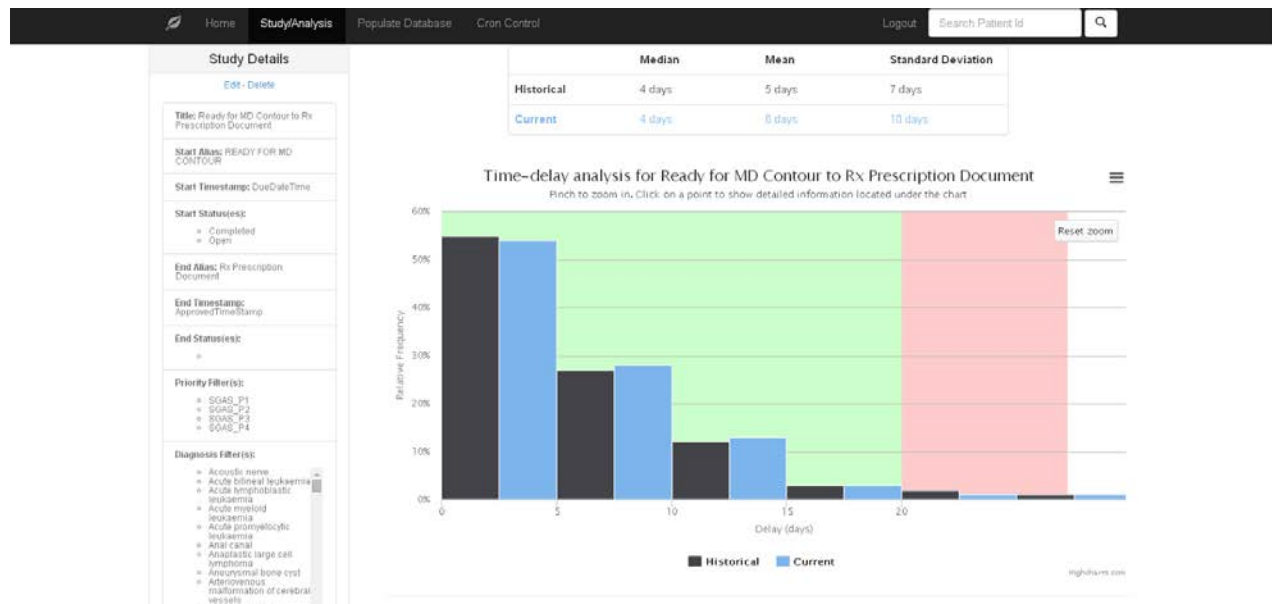 Home Study/Analysis Populate Database Cron Control Logout Search Patient Id
Study Details
Edit - Delete
Title: Ready for MD Contour to Rx
Prescription Document
Start Alias: READY FOR MD
CONTOUR
Start Timestamp: DueDateTime
Start Status(es):
Completed
Open
End Alias: Rx Prescription
Document
End Timestamp:
ApprovedTimeStamp
End Status(es):
Priority Filter(s):
SGAS_P1
SGAS_P2
SGAS_P3
SGAS_P4
Diagnosis Filter(s):
Acoustic nerve
Acute bilineal leukaemia
Acute lymphoblastic
leukaemia
Acute myeloid
leukaemia
Acute promyelocytic
leukaemia
Anal canal
Anaplastic large cell
lymphoma
Aneurysmal bone cyst
Arteriovenous
malformation of cerebral
vessels
Median Mean Standard Deviation
Historical 4 days 5 days 7 days
Current 4 days days 10 days
Time-delay analysis for Ready for MD Contour to Rx Prescription Document
Pinch to zoom in. Click on a point to show detailed information located under the chart
Reset zoom
60%
50%
40%
30%
20%
10%
0%
Relative Frequency
0 5 10 15 20
Delay (days)
Historical Current
Highcharts.com